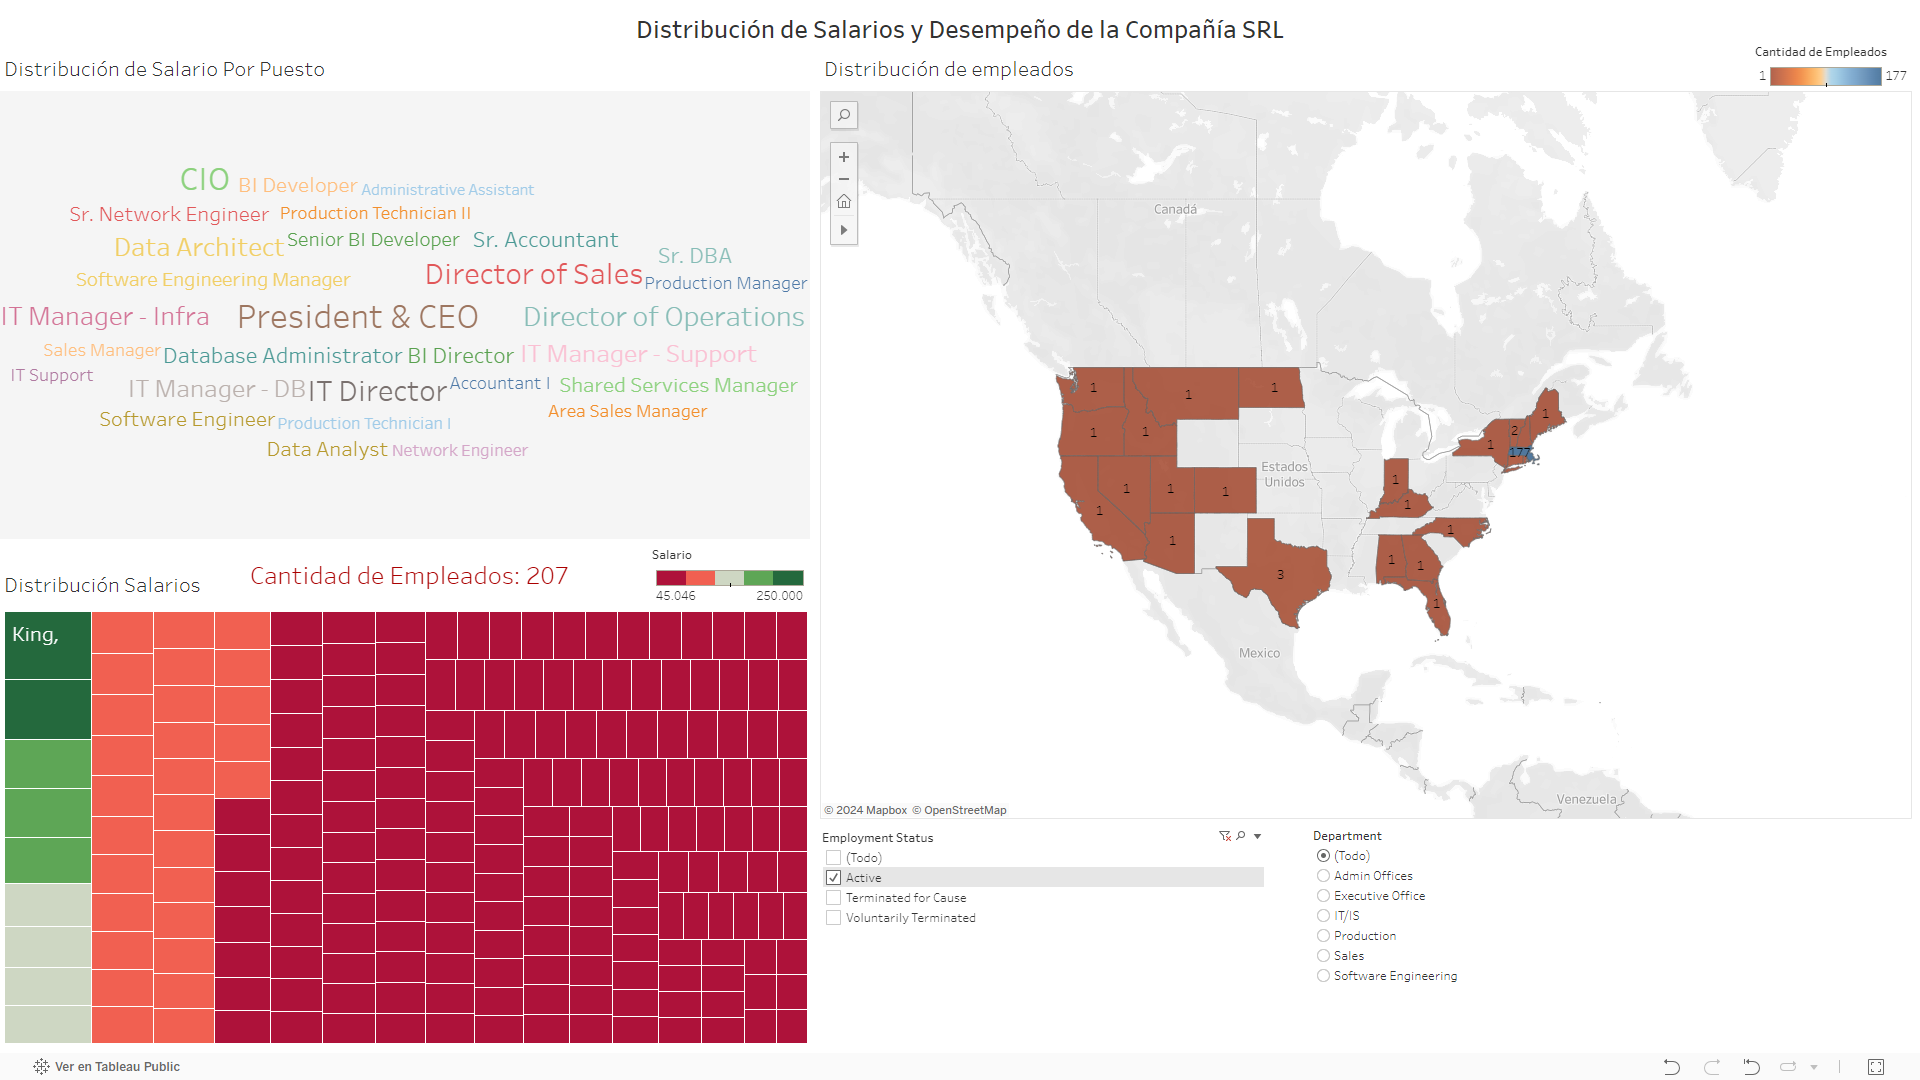 Distribución de Salarios y Desempeño de la Compañía SRL
Distribución de Salario Por Puesto
CIO
BI Developer
Administrative Assistant
Sr. Network Engineer
Production Technician II
Data Architect
Senior BI Developer
Sr. Accountant
Sr. DBA
Software Engineering Manager
Director of Sales
Production Manager
IT Manager - Infra
President & CEO
Director of Operations
Sales Manager
Database Administrator
BI Director
IT Manager - Support
IT Support
IT Manager - DB
IT Director
Accountant I
Shared Services Manager
Software Engineer
Production Technician I
Area Sales Manager
Data Analyst
Network Engineer
Distribución de empleados
Cantidad de Empleados
1
177
Canadá
1
1
1
1
1
1
1
1
1
1
Estados
Unidos
3
1
1
1
1
1
1
1
2
1
177
Mexico
Venezuela
© 2024 Mapbox © OpenStreetMap
Distribución Salarios
Cantidad de Empleados: 207
Salario
45.046
250.000
King,
Employment Status
(Todo)
Active
Terminated for Cause
Voluntarily Terminated
Department
(Todo)
Admin Offices
Executive Office
IT/IS
Production
Sales
Software Engineering
Ver en Tableau Public